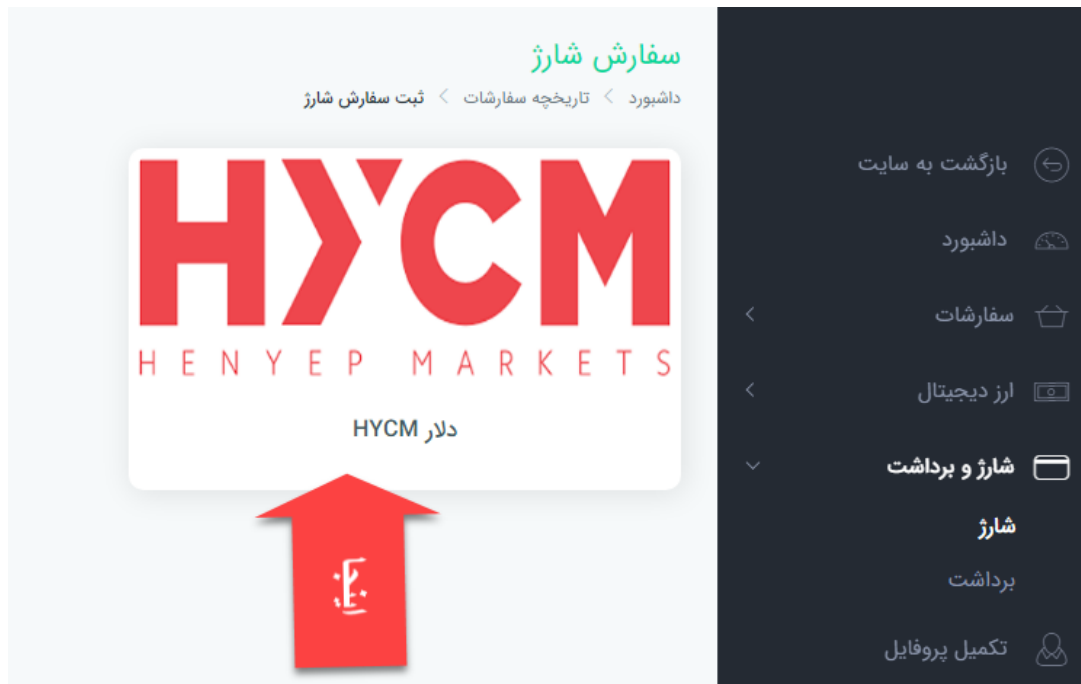 سفارش شارژ
داشبورد > تاریخچه سفارشات > ثبت سفارش شارژ
HYCM
HENYEP MARKETS
دلار HYCM
اینجا
بازگشت به سایت
داشبورد
سفارشات
ارز دیجیتال
شارژ و برداشت
شارژ
برداشت
تکمیل پروفایل